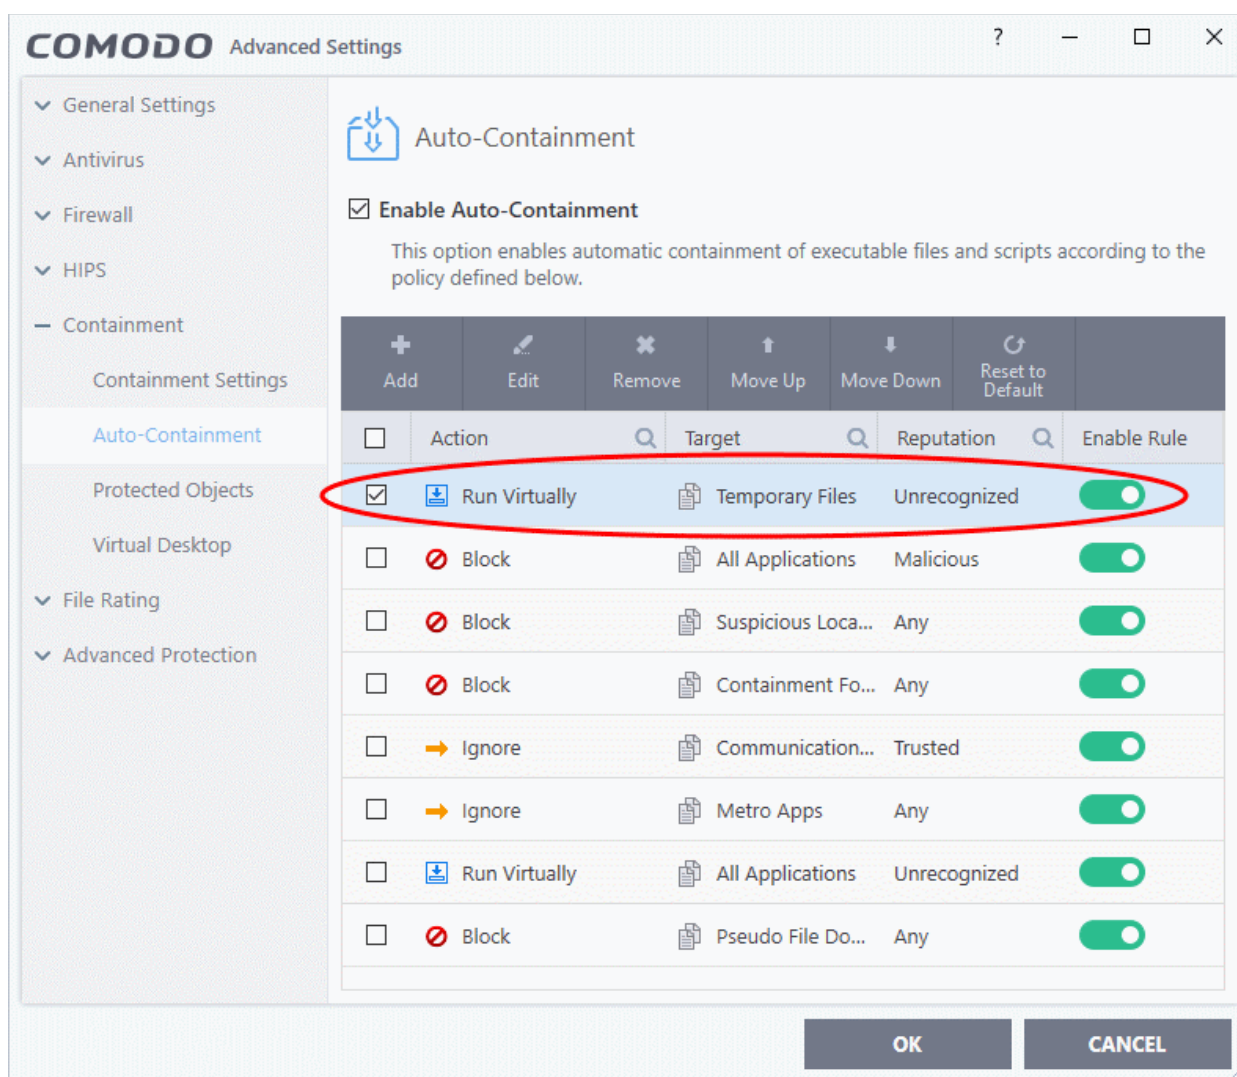 COMODO Advanced Settings
?
General Settings
Antivirus
Firewall
HIPS
Containment
Containment Settings
Auto-Containment
Protected Objects
Virtual Desktop
File Rating
Advanced Protection
Auto-Containment
Enable Auto-Containment
This option enables automatic containment of executable files and scripts according to the
policy defined below.
Add Edit Remove Move Up Move Down Reset to Default
Action Target Reputation Enable Rule
Run Virtually Temporary Files Unrecognized
Block All Applications Malicious
Block Suspicious Loca... Any
Block Containment Fo... Any
Ignore Communication... Trusted
Ignore Metro Apps Any
Run Virtually All Applications Unrecognized
Block Pseudo File Do... Any
OK CANCEL